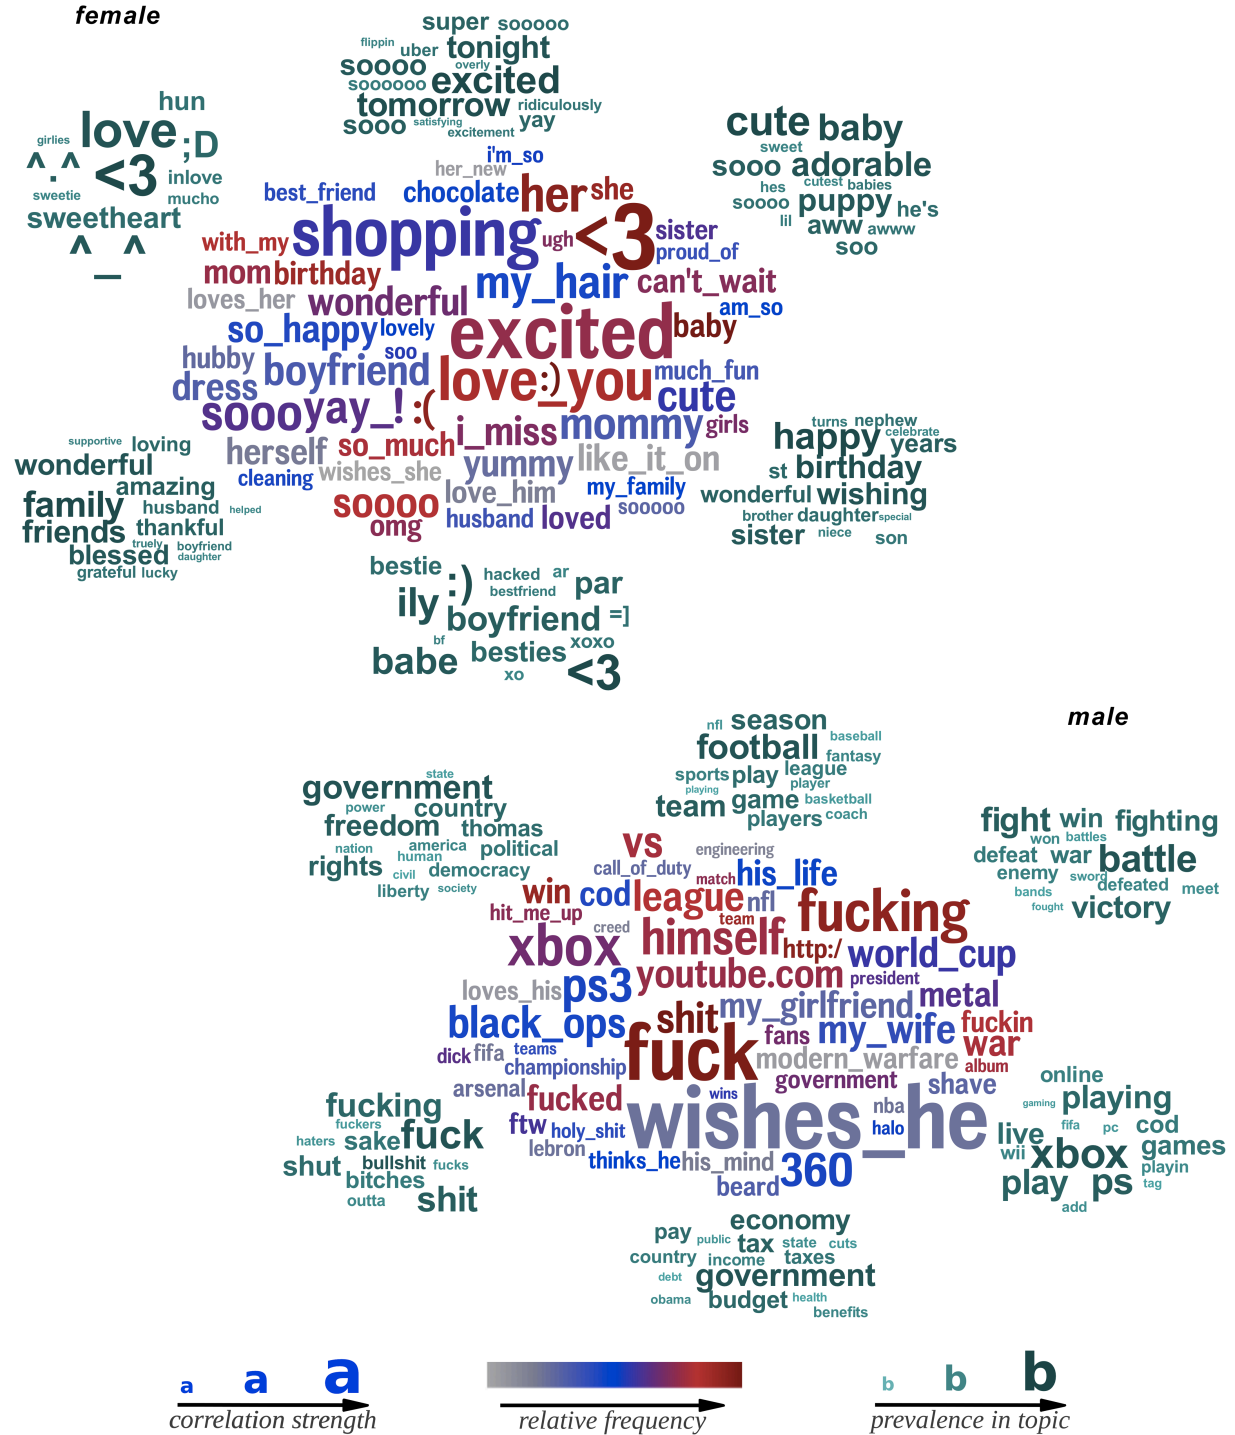 female
super sooooo
flippin uber tonight
soooo overly
soooooo excited
tomorrow ridiculously
sooo satisfying yay
excitement
hun
love ;D
girlies
^.^ <3 inlove
sweetie mucho
sweetheart
^_^
cute baby
sweet
sooo adorable
hes cutest babies
soooo puppy he's
lil aww awww
soo
i'm_so
her_new
best_friend chocolate her she
shopping ugh <3 sister
with_my proud_of
mom birthday my_hair can't_wait
loves_her wonderful am_so
so_happy lovely excited baby
hubby soo
boyfriend love_you :) much_fun
dress cute
sooo yay_! :(
i_miss mommy girls
herself so_much
wishes_she yummy like_it_on
cleaning love_him my_family
soooo sooooo
omg husband loved
supportive loving
wonderful
amazing
family husband helped
friends thankful
truely boyfriend
blessed daughter
grateful lucky
turns nephew
happy celebrate
years
st birthday
wonderful wishing
brother daughter special
sister niece son
bestie :) hacked ar par
bestfriend
ily boyfriend =]
bf xoxo
babe besties <3
xo
male
nfl season
football baseball
fantasy
sports play league
player
playing
team game basketball
players coach
state
government
power country
freedom thomas
nation america political
human
rights civil democracy
liberty society
fight win fighting
won battles
defeat war battle
enemy sword
defeated meet
bands
fought victory
vs engineering
call_of_duty
match his_life
win cod league nfl
hit_me_up team fucking
creed
xbox himself http:/
world_cup
youtube.com president
loves_his ps3 metal
my_girlfriend
black_ops shit fuckin
fans my_wife
dick fifa teams fuck war
championship modern_warfare album
government
arsenal fucked shave
wins
wishes_he nba
ftw holy_shit halo
lebron
thinks_he his_mind 360
beard
fucking
fuckers
haters sake fuck
shut bullshit fucks
bitches
outta shit
online
gaming playing
fifa pc cod
live games
wii xbox playin
play ps tag
add
economy
pay public tax state cuts
country income taxes
debt government
obama budget health
benefits
a a a
correlation strength
relative frequency
b b b
prevalence in topic